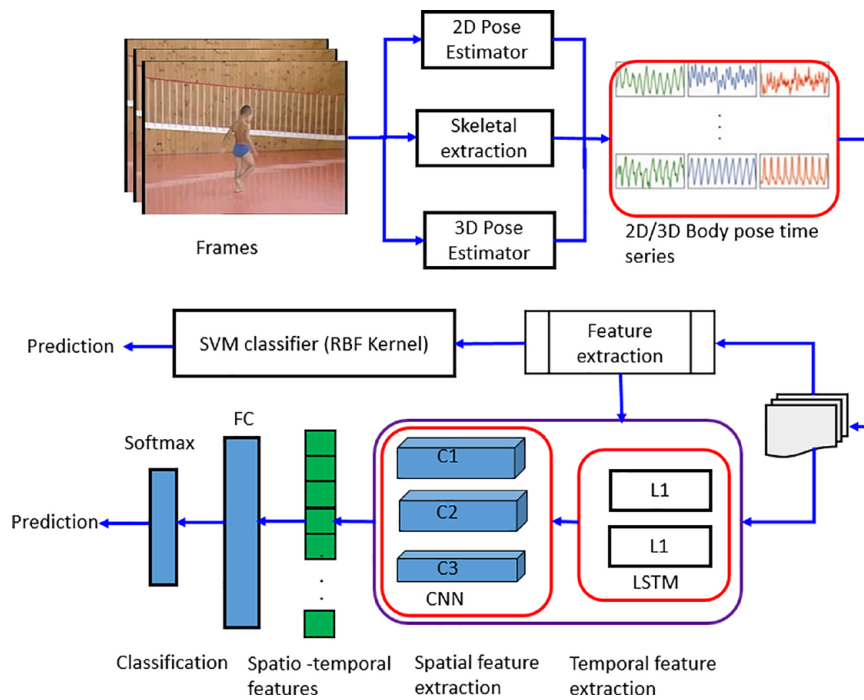 2D Pose
Estimator
Skeletal
extraction
3D Pose
Estimator
Frames
2D/3D Body pose time
series
Prediction
SVM classifier (RBF Kernel)
Feature
extraction
Softmax
FC
C1
C2
C3
CNN
L1
L1
LSTM
Prediction
Classification
Spatio -temporal
features
Spatial feature
extraction
Temporal feature
extraction